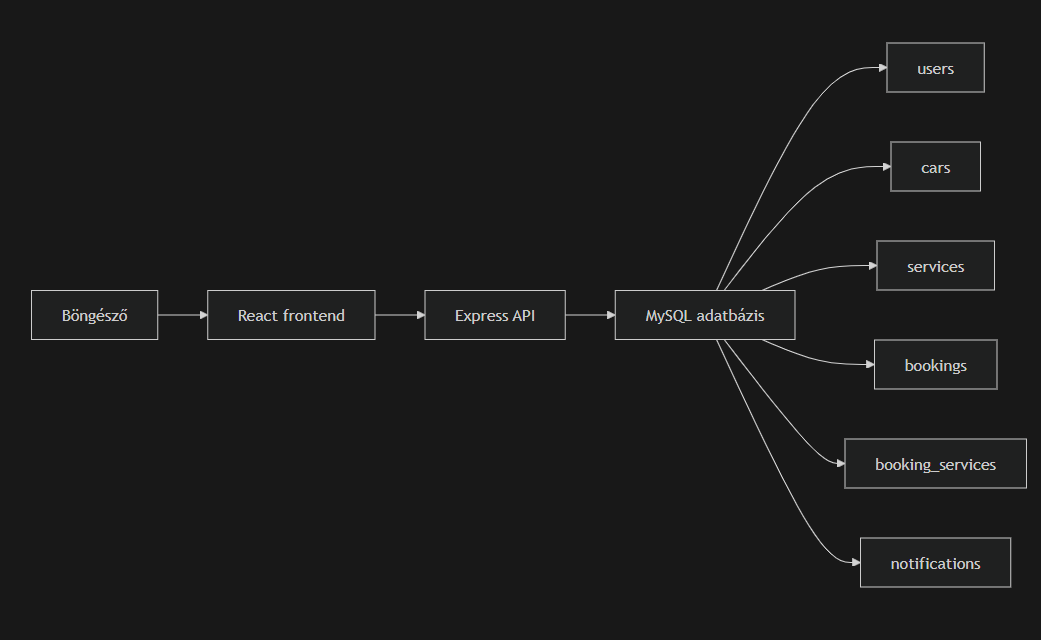 users
cars
services
Böngésző
React frontend
Express API
MySQL adatbázis
bookings
booking_services
notifications